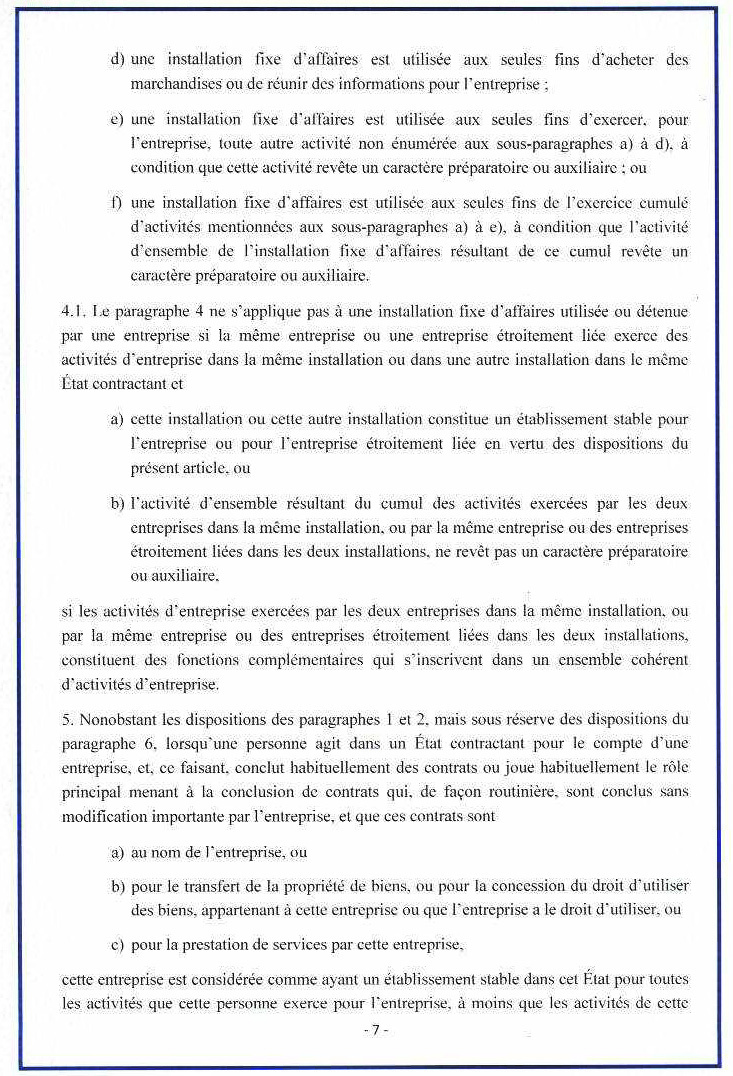 d) une installation fixe d'affaires est utilisée aux seules fins d'acheter des
marchandises ou de réunir des informations pour l'entreprise ;
e) une installation fixe d'affaires est utilisée aux seules fins d'exercer, pour
l'entreprise, toute autre activité non énumérée aux sous-paragraphes a) à d), à
condition que cette activité revête un caractère préparatoire ou auxiliaire ; ou
f) une installation fixe d'affaires est utilisée aux seules fins de l'exercice cumulé
d'activités mentionnées aux sous-paragraphes a) à e), à condition que l'activité
d'ensemble de l'installation fixe d'affaires résultant de ce cumul revête un
caractère préparatoire ou auxiliaire.
4.1. Le paragraphe 4 ne s'applique pas à une installation fixe d'affaires utilisée ou détenue
par une entreprise si la même entreprise ou une entreprise étroitement liée exerce des
activités d'entreprise dans la même installation ou dans une autre installation dans le même
État contractant et
a) cette installation ou cette autre installation constitue un établissement stable pour
l'entreprise ou pour l'entreprise étroitement liée en vertu des dispositions du
présent article, ou
b) l'activité d'ensemble résultant du cumul des activités exercées par les deux
entreprises dans la même installation, ou par la même entreprise ou des entreprises
étroitement liées dans les deux installations, ne revêt pas un caractère préparatoire
ou auxiliaire,
si les activités d'entreprise exercées par les deux entreprises dans la même installation, ou
par la même entreprise ou des entreprises étroitement liées dans les deux installations,
constituent des fonctions complémentaires qui s'inscrivent dans un ensemble cohérent
d'activités d'entreprise.
5. Nonobstant les dispositions des paragraphes 1 et 2, mais sous réserve des dispositions du
paragraphe 6, lorsqu'une personne agit dans un État contractant pour le compte d'une
entreprise, et, ce faisant, conclut habituellement des contrats ou joue habituellement le rôle
principal menant à la conclusion de contrats qui, de façon routinière, sont conclus sans
modification importante par l'entreprise, et que ces contrats sont
a) au nom de l'entreprise, ou
b) pour le transfert de la propriété de biens, ou pour la concession du droit d'utiliser
des biens, appartenant à cette entreprise ou que l'entreprise a le droit d'utiliser, ou
c) pour la prestation de services par cette entreprise,
cette entreprise est considérée comme ayant un établissement stable dans cet État pour toutes
les activités que cette personne exerce pour l'entreprise, à moins que les activités de cette
- 7 -